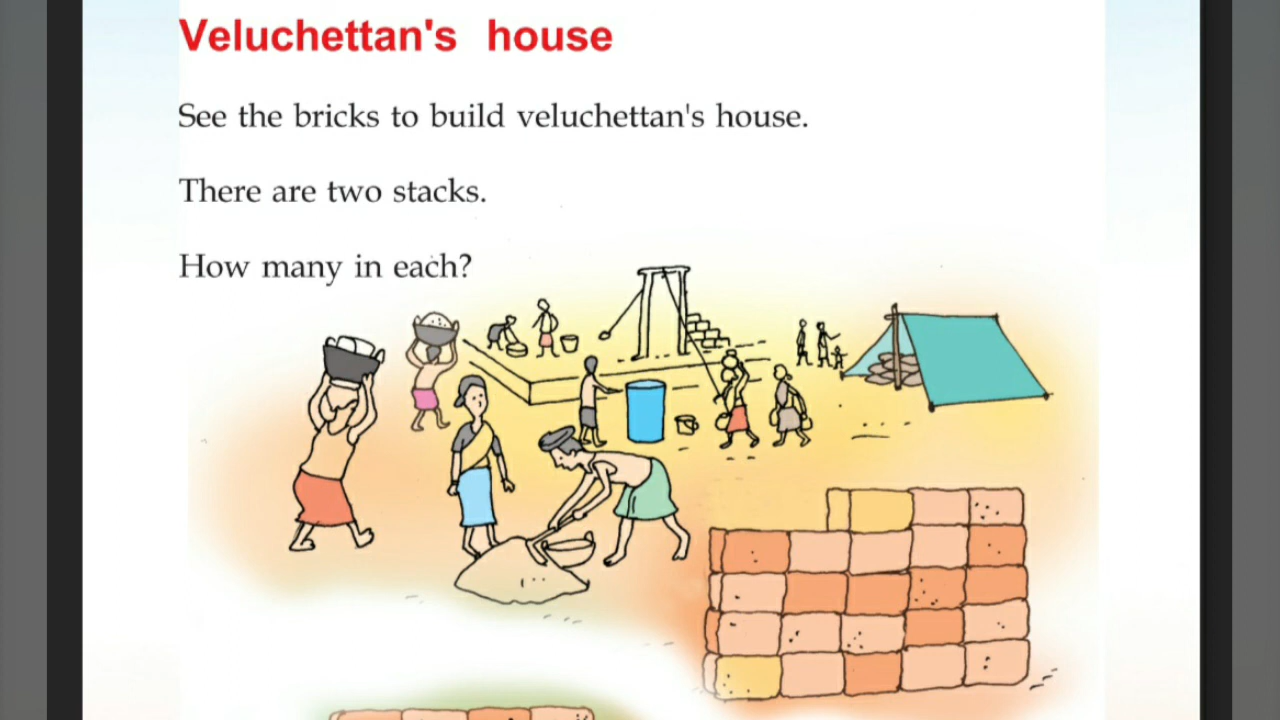 Veluchettan's house
See the bricks to build veluchettan's house.
There are two stacks.
How many in each?